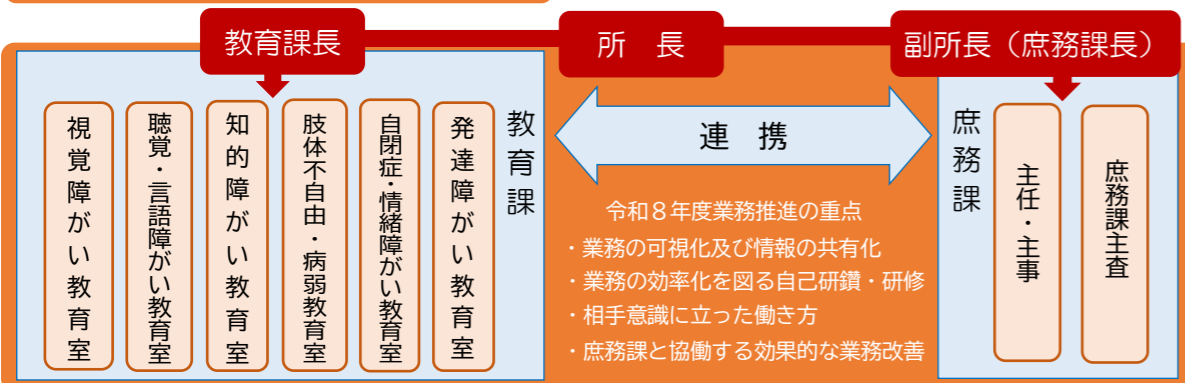 教育課長
所　長
副所長（庶務課長）
視覚障がい教育室
聴覚・言語障がい教育室
知的障がい教育室
肢体不自由・病弱教育室
自閉症・情緒障がい教育室
発達障がい教育室
教育課
連　携
令和８年度業務推進の重点
・業務の可視化及び情報の共有化
・業務の効率化を図る自己研鑽・研修
・相手意識に立った働き方
・庶務課と協働する効果的な業務改善
庶務課
主任・主事
庶務課主査